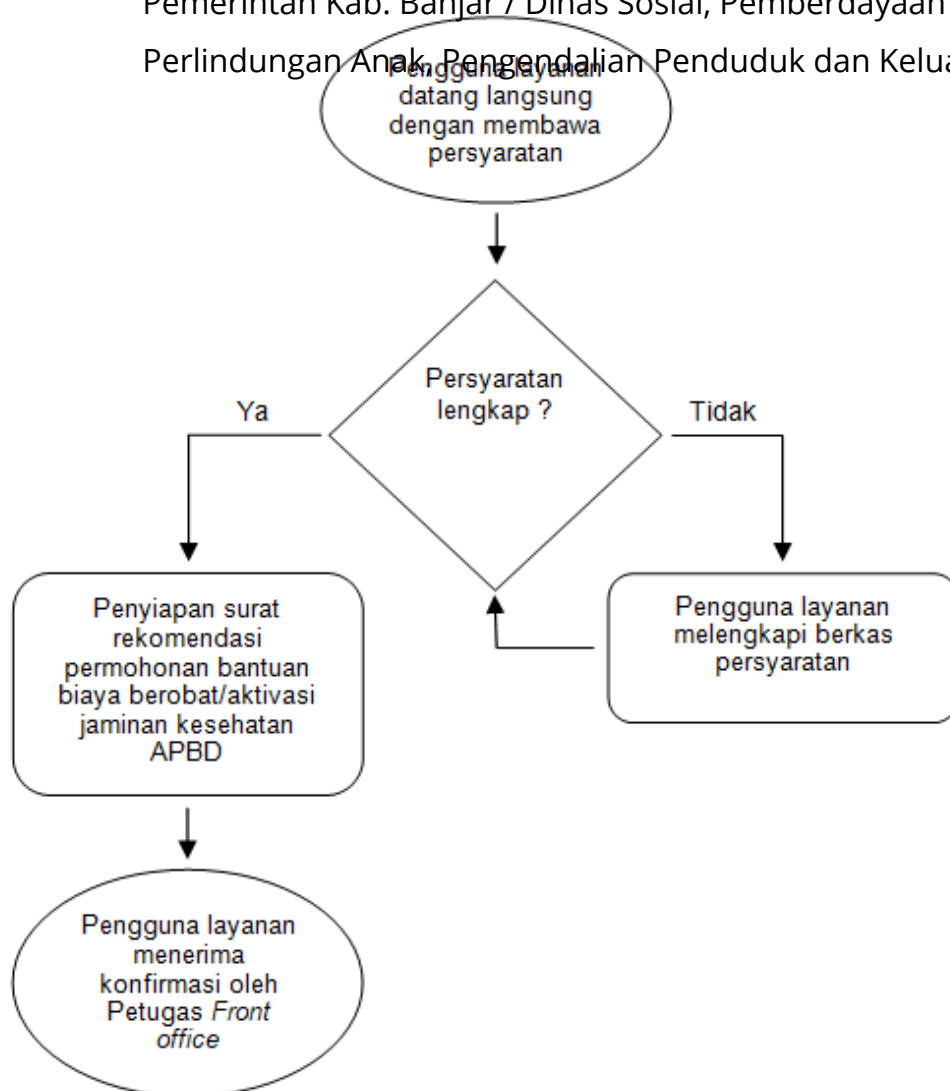 Pemerintah Kab. Banjar / Dinas Sosial, Pemberdayaan
Perlindungan Anak, Pengendalian Penduduk dan Kelua
Pengguna layanan
datang langsung
dengan membawa
persyaratan
Persyaratan
lengkap ?
Ya
Tidak
Penyiapan surat
rekomendasi
permohonan bantuan
biaya berobat/aktivasi
jaminan kesehatan
APBD
Pengguna layanan
melengkapi berkas
persyaratan
Pengguna layanan
menerima
konfirmasi oleh
Petugas Front
office